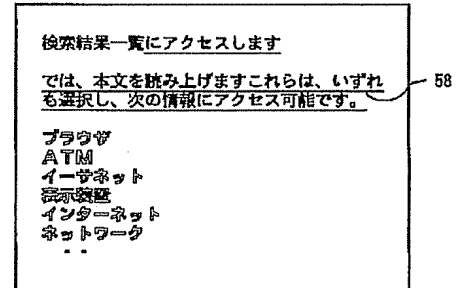 検索結果一覧にアクセスします
では、本文を読み上げますこれらは、いずれ
も選択し、次の情報にアクセス可能です。
58
ブラウザ
ATM
イーサネット
表示装置
インターネット
ネットワーク
・・